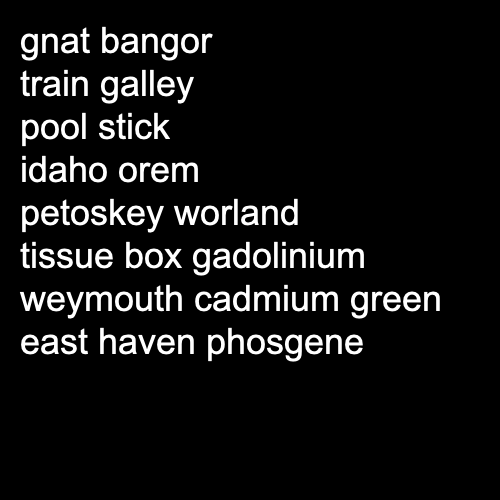 gnat bangor
train galley
pool stick
idaho orem
petoskey worland
tissue box gadolinium
weymouth cadmium green
east haven phosgene